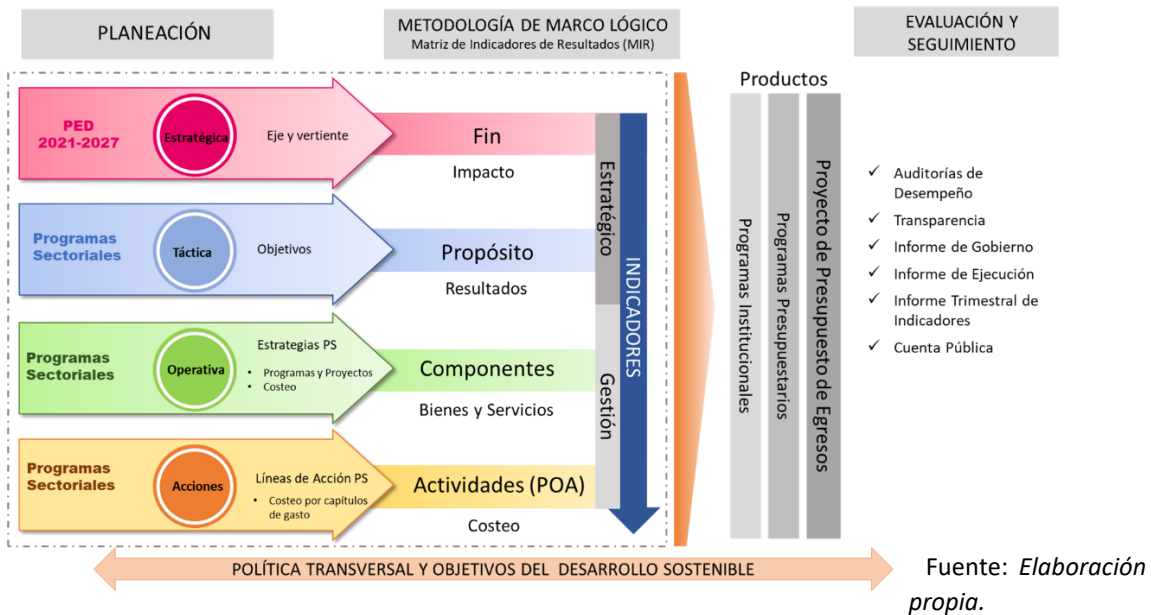 PLANEACIÓN
METODOLOGÍA DE MARCO LÓGICO
Matriz de Indicadores de Resultados (MIR)
EVALUACIÓN Y
SEGUIMIENTO
PED
2021-2027
Estratégica
Eje y vertiente
Fin
Impacto
Programas
Sectoriales
Táctica
Objetivos
Propósito
Resultados
Programas
Sectoriales
Operativa
Estrategias PS
• Programas y Proyectos
• Costeo
Componentes
Bienes y Servicios
Programas
Sectoriales
Acciones
Líneas de Acción PS
• Costeo por capítulos
de gasto
Actividades (POA)
Costeo
Estratégico
Gestión
INDICADORES
Productos
Programas Institucionales
Programas Presupuestarios
Proyecto de Presupuesto de Egresos
✓ Auditorías de
Desempeño
✓ Transparencia
✓ Informe de Gobierno
✓ Informe de Ejecución
✓ Informe Trimestral de
Indicadores
✓ Cuenta Pública
POLÍTICA TRANSVERSAL Y OBJETIVOS DEL DESARROLLO SOSTENIBLE
Fuente: Elaboración
propia.